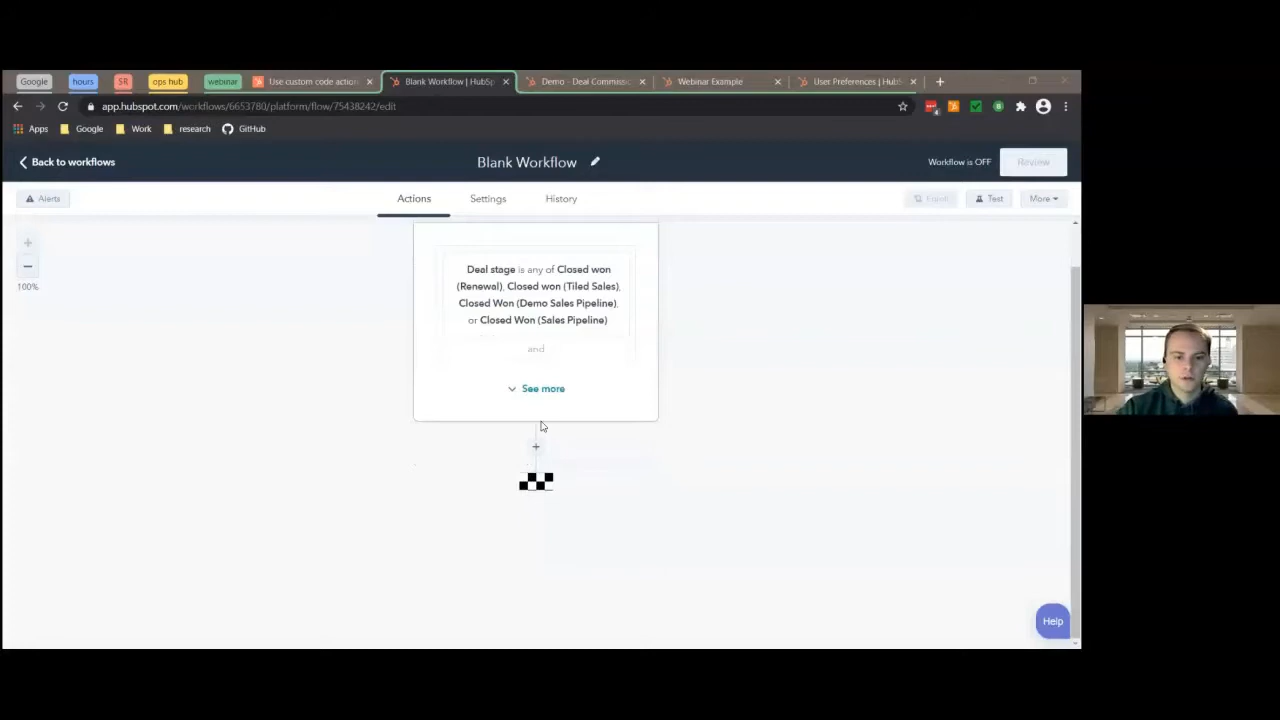 Google hours SR ops hub webinar Use custom code action Blank Workflow | HubSp Demo - Deal Commissi Webinar Example User Preferences | HubS
app.hubspot.com/workflows/6653780/platform/flow/75438242/edit
Apps Google Work research GitHub
Back to workflows Blank Workflow Workflow is OFF Review
Alerts Actions Settings History Test More
100%
Deal stage is any of Closed won
(Renewal), Closed won (Tiled Sales),
Closed Won (Demo Sales Pipeline),
or Closed Won (Sales Pipeline)
and
See more
Help